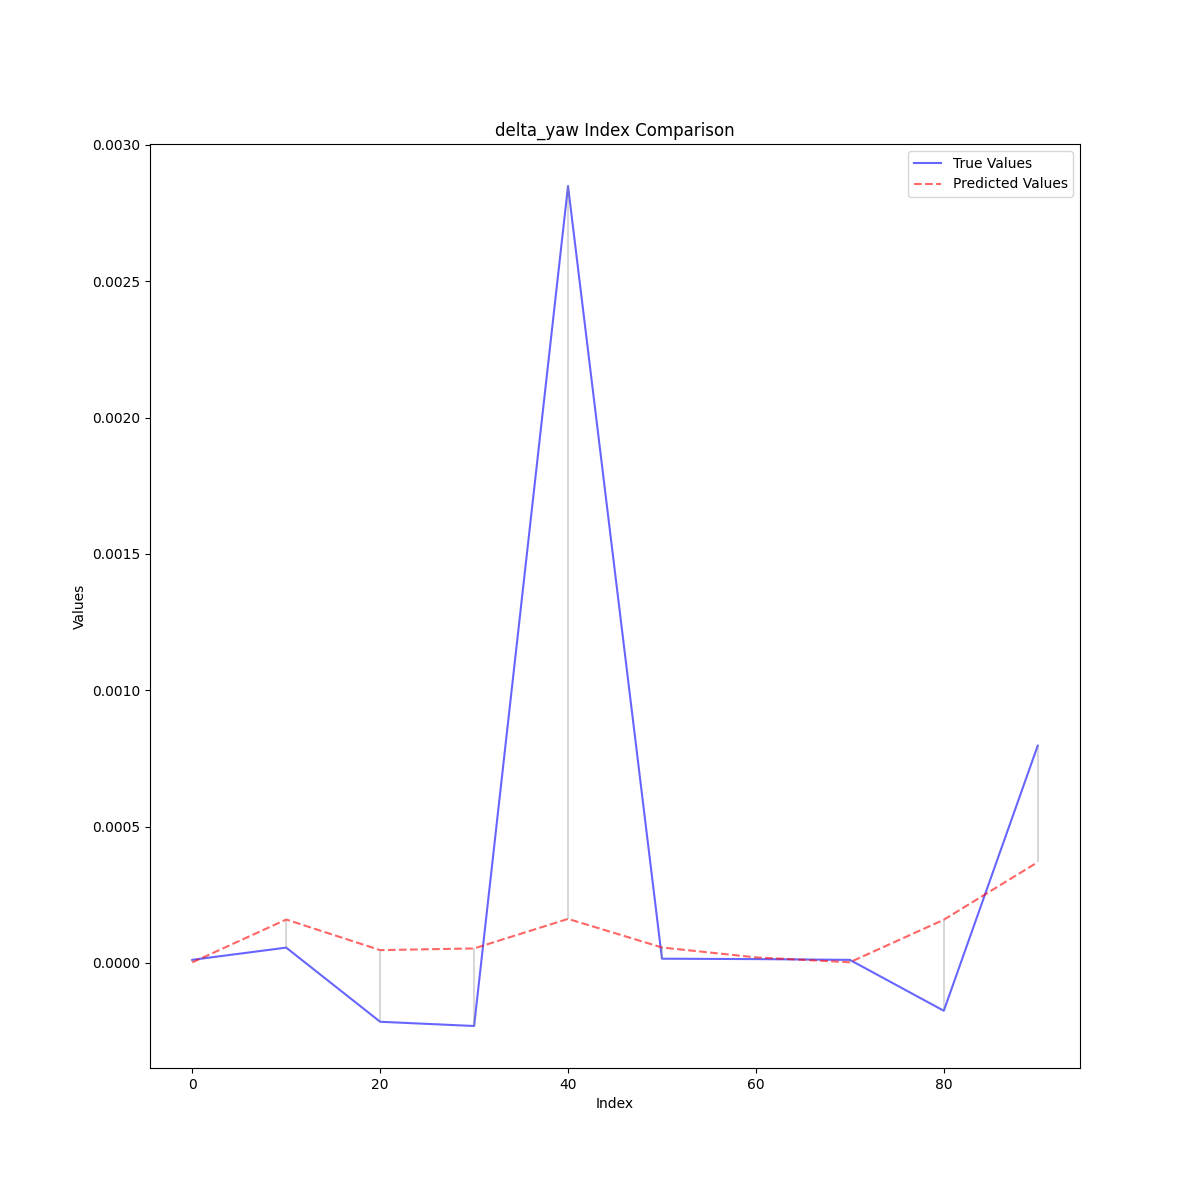 delta_yaw Index Comparison
True Values
Predicted Values
0.0030
0.0025
0.0020
0.0015
0.0010
0.0005
0.0000
Values
0 20 40 60 80
Index